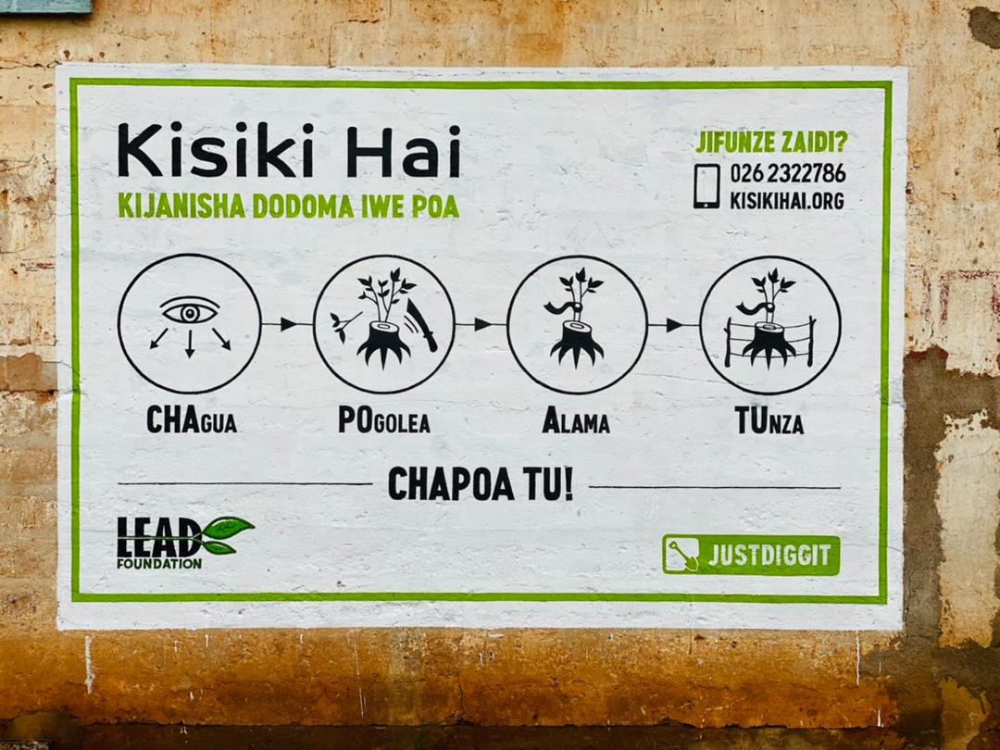 Kisiki Hai
KIJANISHA DODOMA IWE POA
JIFUNZE ZAIDI?
026 2322786
KISIKIHAI.ORG
CHAGUA
POGOLEA
ALAMA
TUNZA
CHAPOA TU!
LEAD
FOUNDATION
JUSTDIGGIT